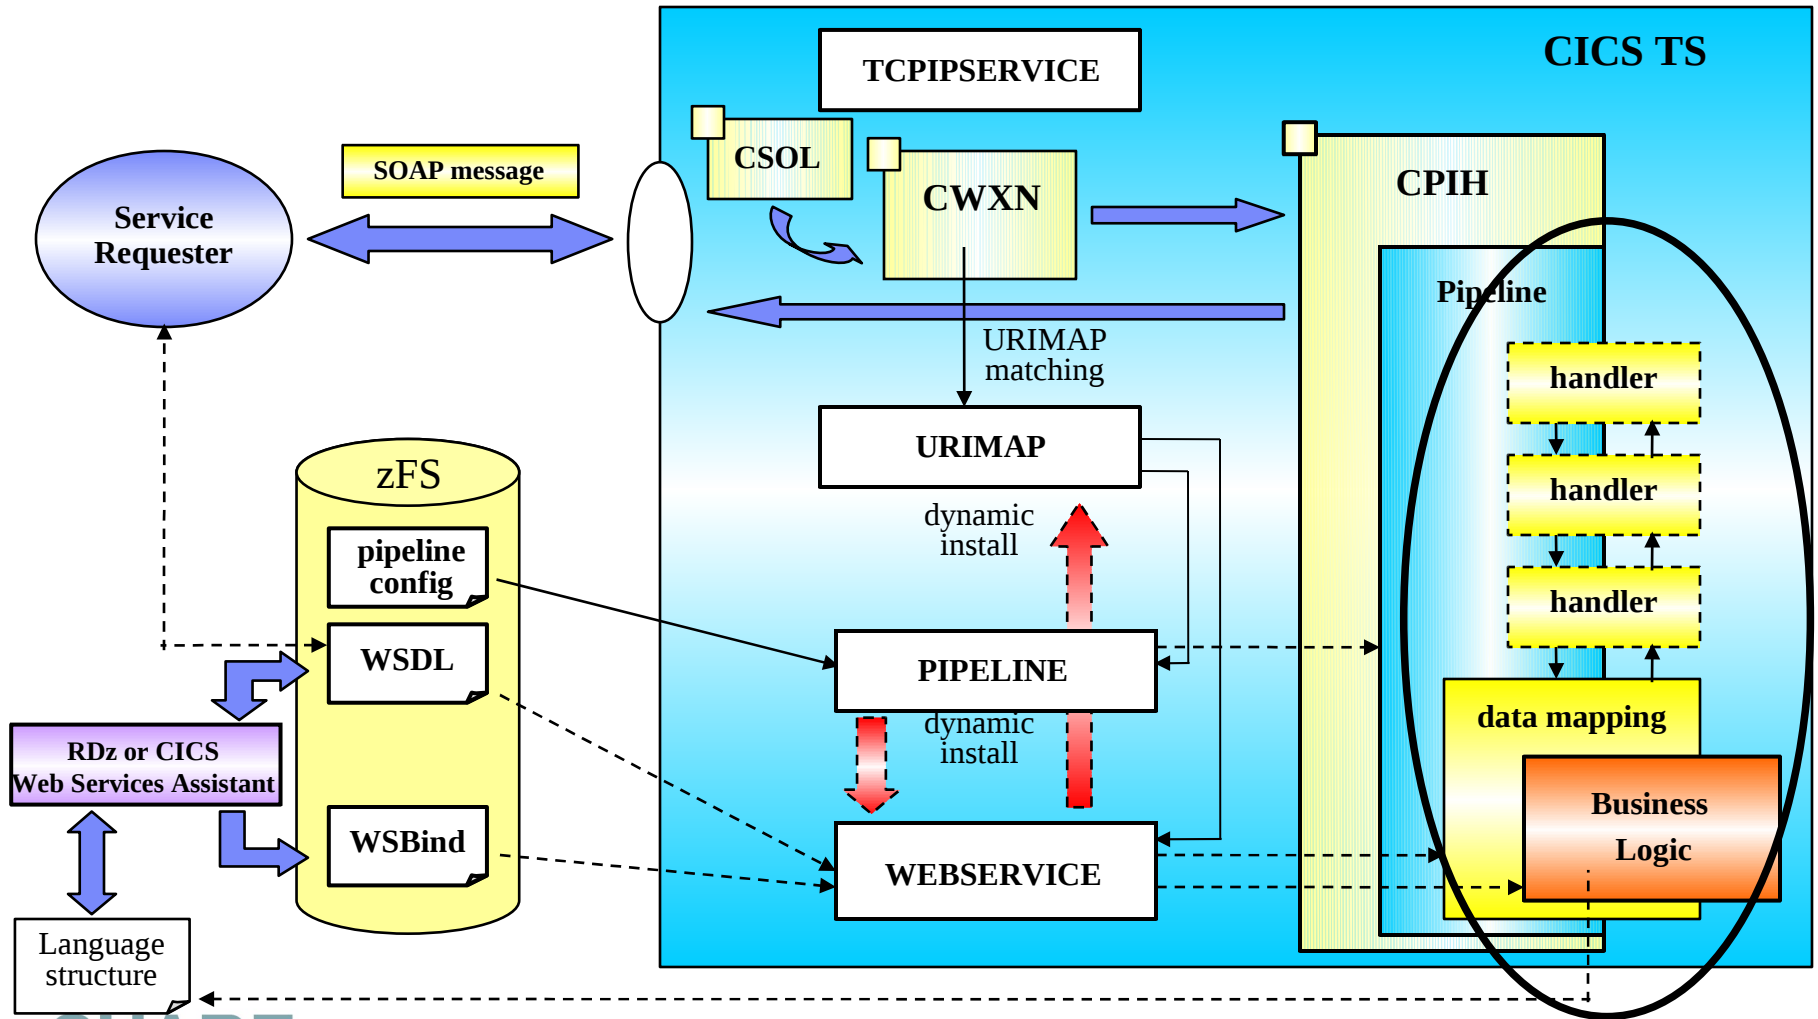 CICS TS
TCPIPSERVICE
CSOL
CWXN
CPIH
SOAP message
Service
Requester
Pipeline
URIMAP
matching
handler
URIMAP
zFS
handler
dynamic
install
pipeline
config
handler
WSDL
PIPELINE
data mapping
dynamic
install
RDz or CICS
Web Services Assistant
Business
Logic
WSBind
WEBSERVICE
Language
structure